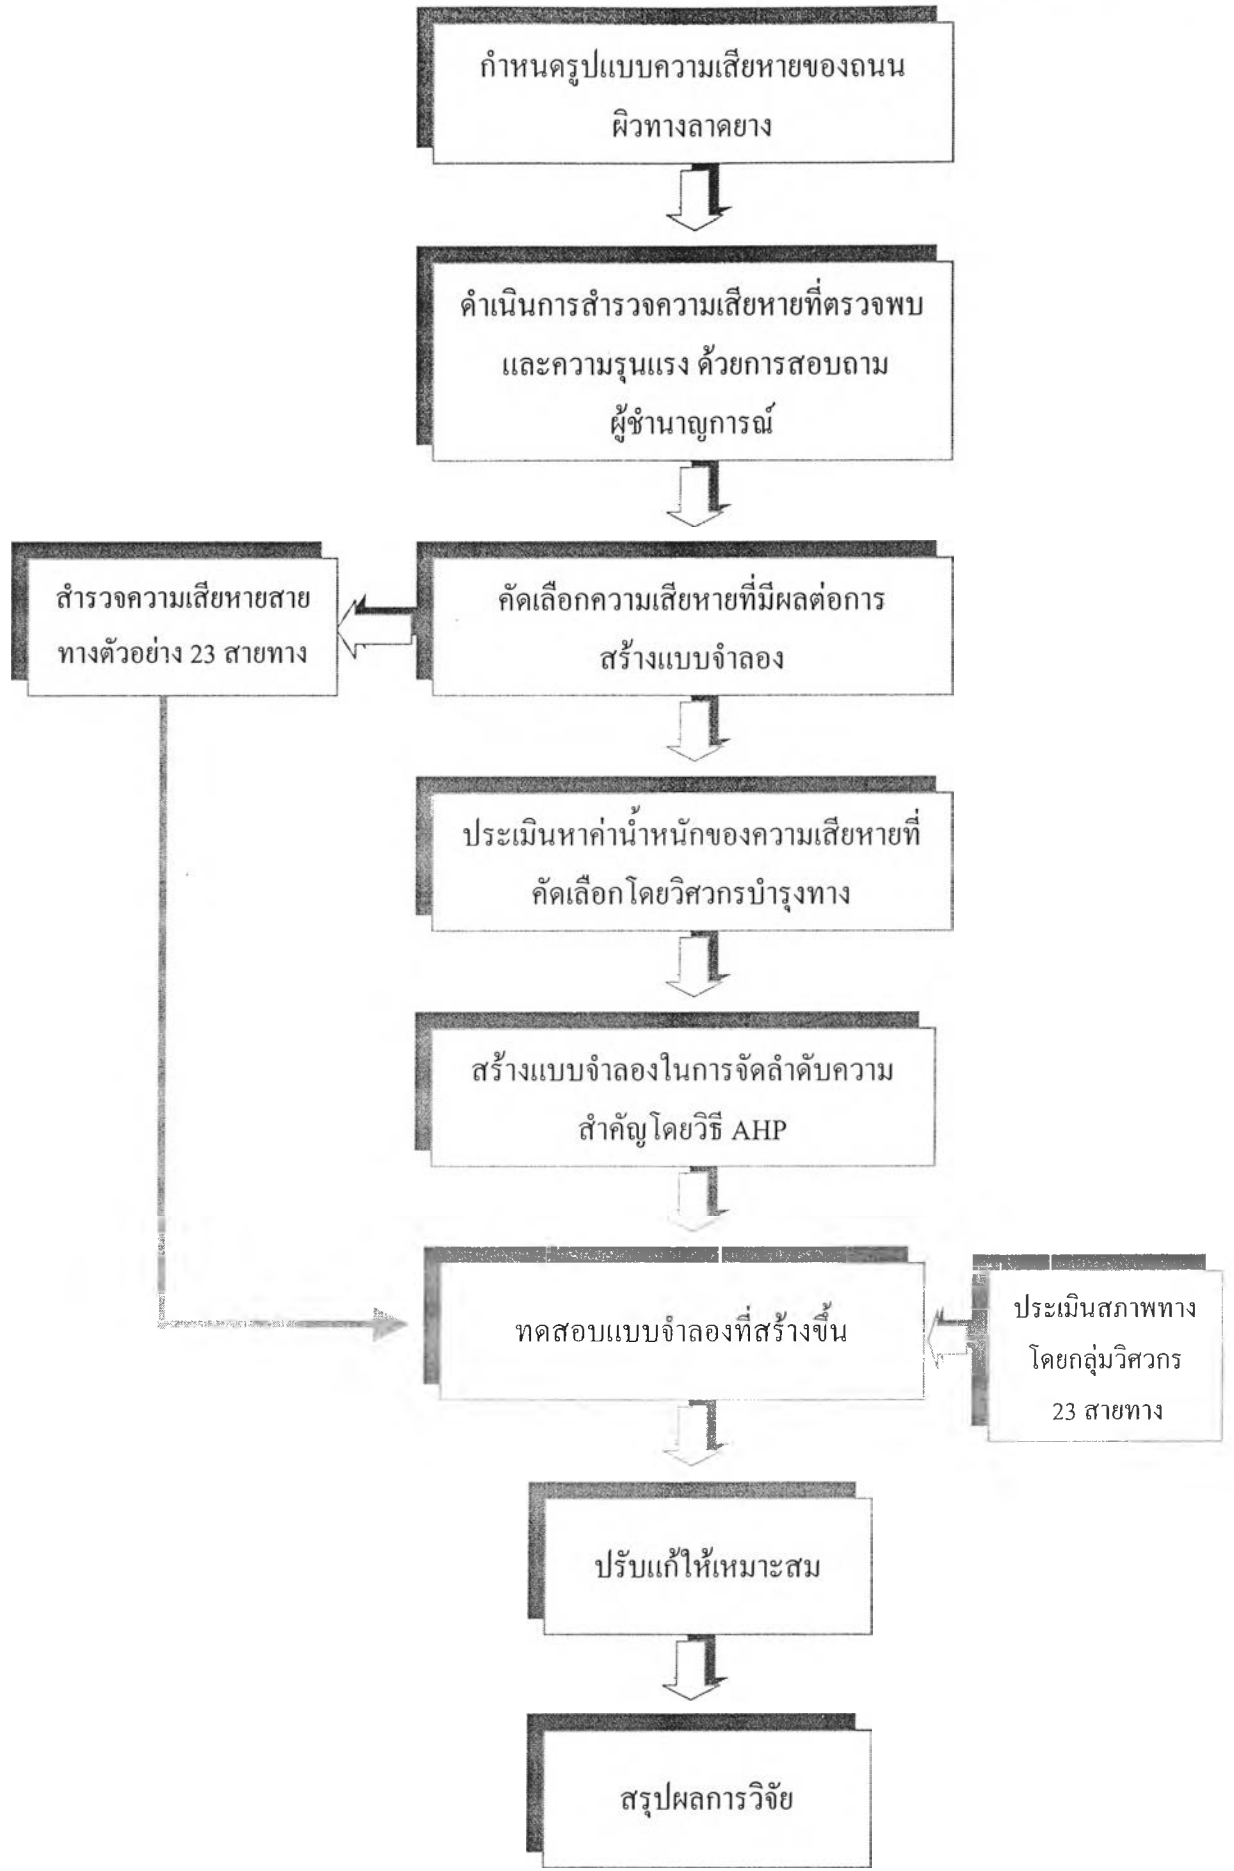 กำหนดรูปแบบความเสียหายของถนน
ผิวทางลาดยาง
ดำเนินการสำรวจความเสียหายที่ตรวจพบ
และความรุนแรง ด้วยการสอบถาม
ผู้ชำนาญการณ์
สำรวจความเสียหายสาย
ทางตัวอย่าง 23 สายทาง
คัดเลือกความเสียหายที่มีผลต่อการ
สร้างแบบจำลอง
ประเมินหาค่าน้ำหนักของความเสียหายที่
คัดเลือกโดยวิศวกรบำรุงทาง
สร้างแบบจำลองในการจัดลำดับความ
สำคัญโดยวิธี AHP
ทดสอบแบบจำลองที่สร้างขึ้น
ประเมินสภาพทาง
โดยกลุ่มวิศวกร
23 สายทาง
ปรับแก้ให้เหมาะสม
สรุปผลการวิจัย